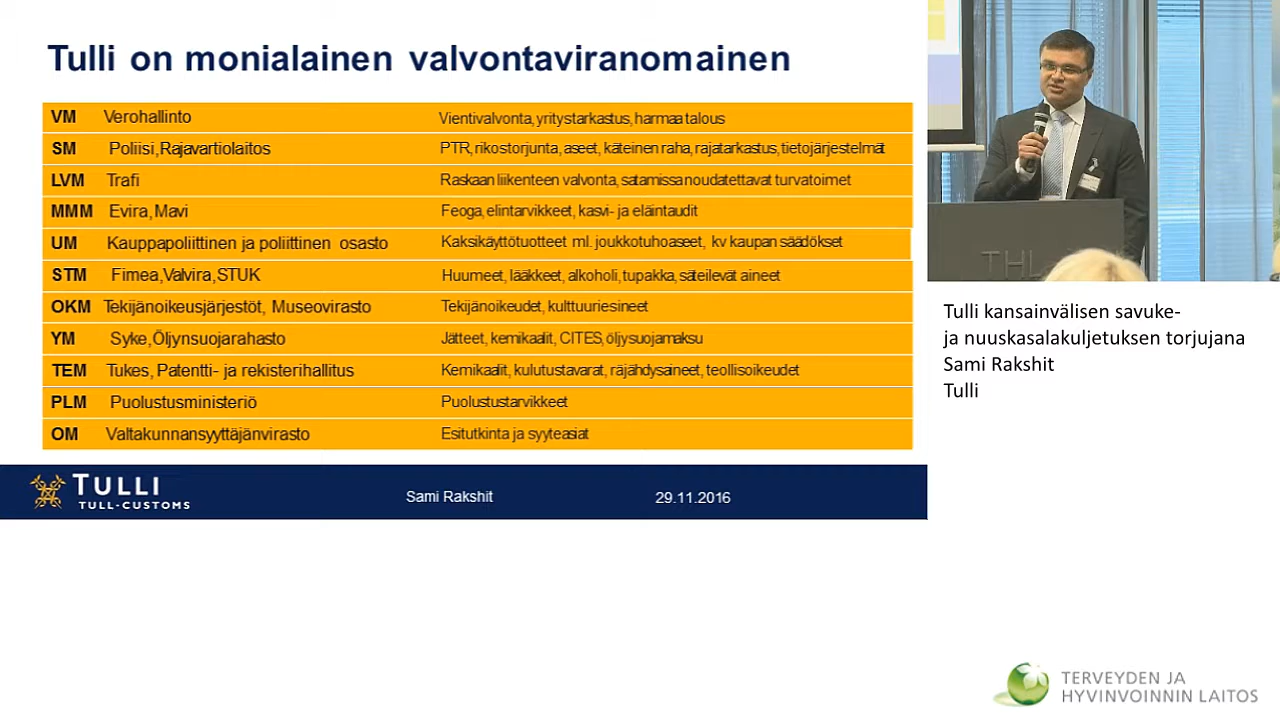 Tulli on monialainen valvontaviranomainen
VM Verohallinto Vientivalvonta, yritystarkastus, harmaa talous
SM Poliisi, Rajavartiolaitos PTR, rikostorjunta, aseet, käteinen raha, rajatarkastus, tietojärjestelmät
LVM Trafi Raskaan liikenteen valvonta, satamissa noudatettavat turvatoimet
MMM Evira, Mavi Feoga, elintarvikkeet, kasvi- ja eläintaudit
UM Kauppapoliittinen ja poliittinen osasto Kaksikäyttötuotteet ml. joukkotuhoaseet, kv kaupan säädökset
STM Fimea, Valvira, STUK Huumeet, lääkkeet, alkoholi, tupakka, säteilevät aineet
OKM Tekijänoikeusjärjestöt, Museovirasto Tekijänoikeudet, kulttuuriesineet
YM Syke, Öljynsuojarahasto Jätteet, kemikaalit, CITES, öljysuojamaksu
TEM Tukes, Patentti- ja rekisterihallitus Kemikaalit, kulutustavarat, räjähdysaineet, teollisoikeudet
PLM Puolustusministeriö Puolustustarvikkeet
OM Valtakunnansyyttäjänvirasto Esitutkinta ja syyteasiat
TULLI
TULL-CUSTOMS
Sami Rakshit 29.11.2016
THL
Tulli kansainvälisen savuke-
ja nuuskasalakuljetuksen torjujana
Sami Rakshit
Tulli
TERVEYDEN JA
HYVINVOINNIN LAITOS